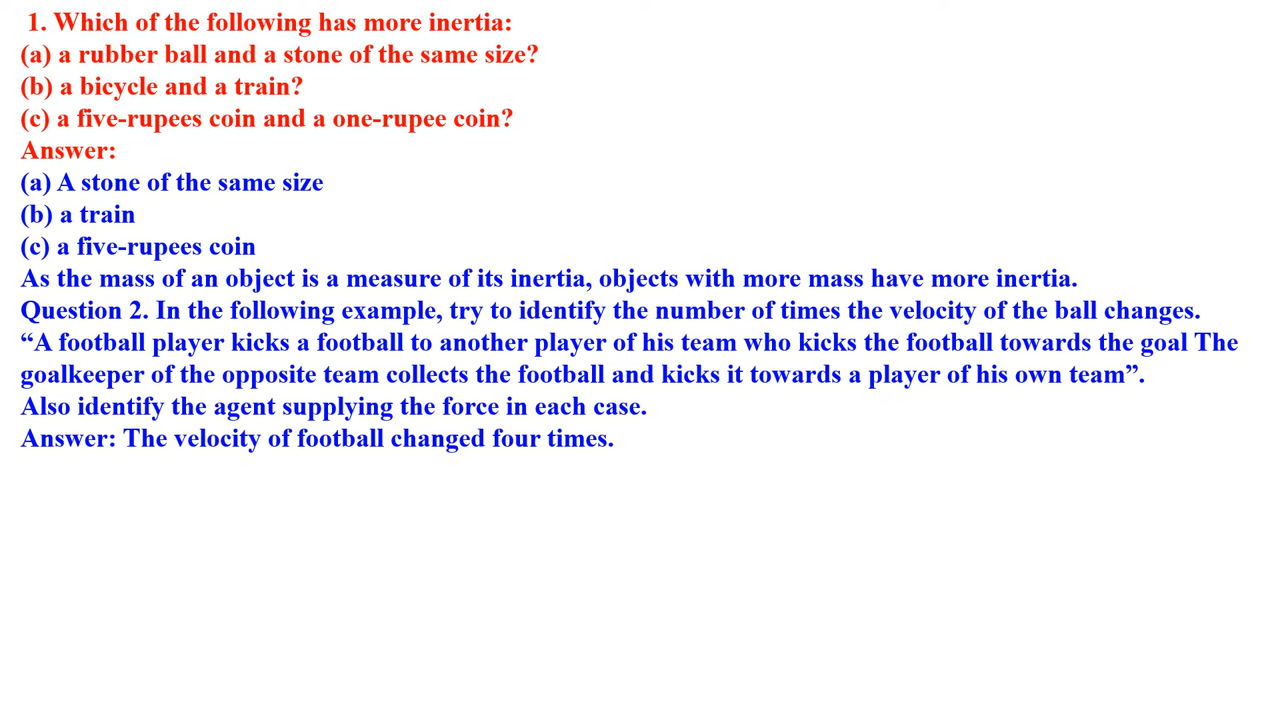 1. Which of the following has more inertia:
(a) a rubber ball and a stone of the same size?
(b) a bicycle and a train?
(c) a five-rupees coin and a one-rupee coin?
Answer:
(a) A stone of the same size
(b) a train
(c) a five-rupees coin
As the mass of an object is a measure of its inertia, objects with more mass have more inertia.
Question 2. In the following example, try to identify the number of times the velocity of the ball changes.
“A football player kicks a football to another player of his team who kicks the football towards the goal The
goalkeeper of the opposite team collects the football and kicks it towards a player of his own team”.
Also identify the agent supplying the force in each case.
Answer: The velocity of football changed four times.